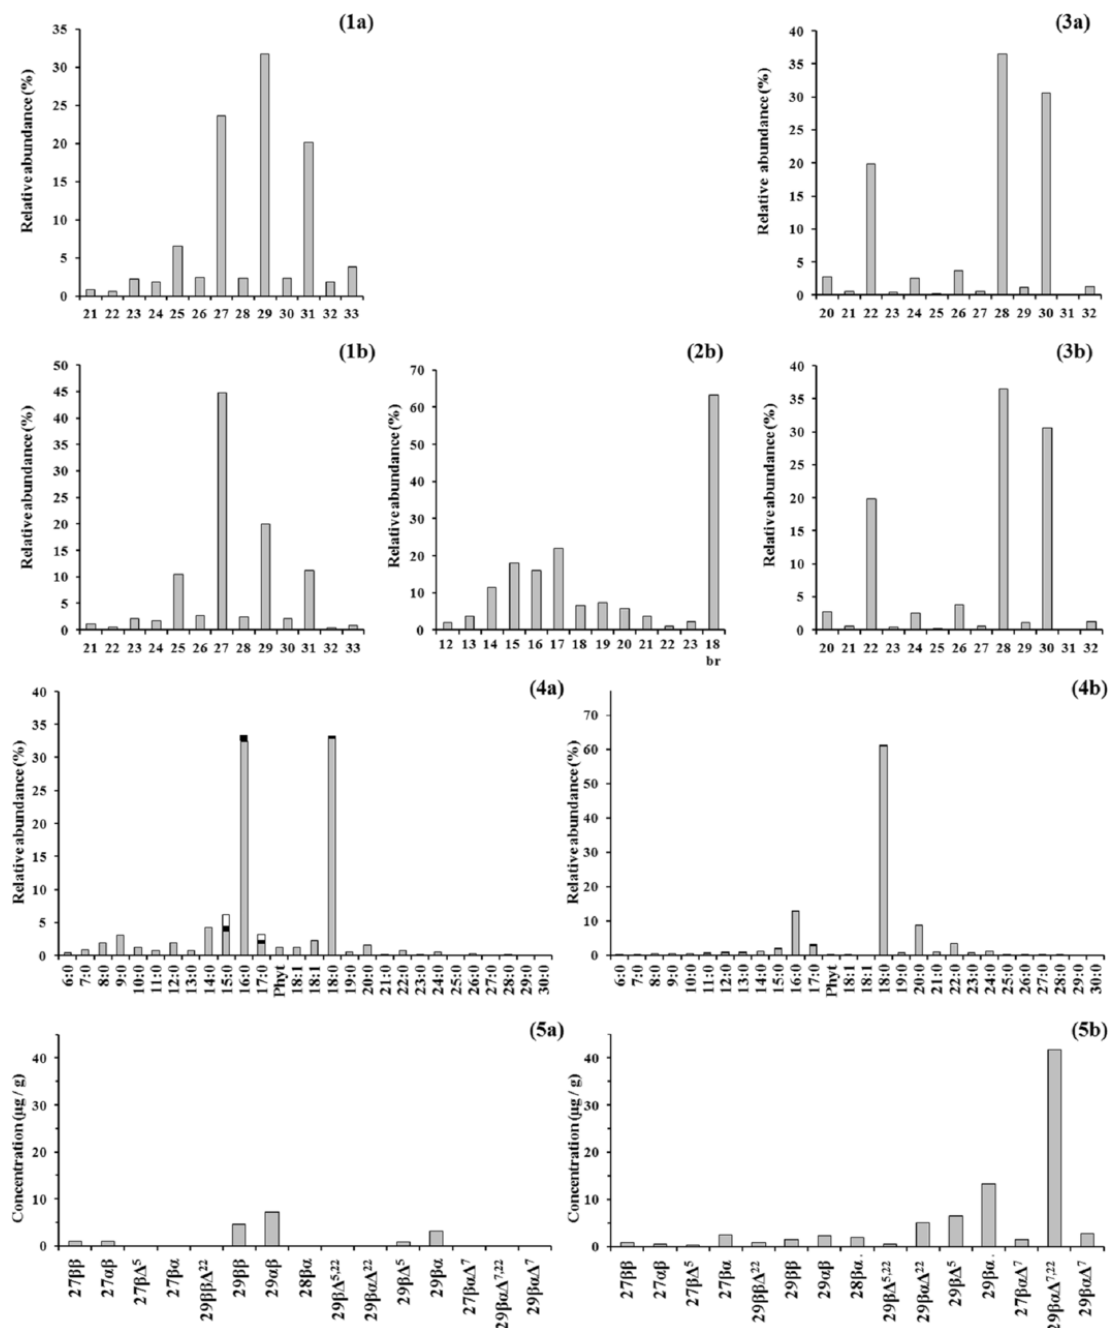 (1a)
Relative abundance (%)
35
30
25
20
15
10
5
0
21 22 23 24 25 26 27 28 29 30 31 32 33
(3a)
Relative abundance (%)
40
35
30
25
20
15
10
5
0
20 21 22 23 24 25 26 27 28 29 30 31 32
(1b)
Relative abundance (%)
50
45
40
35
30
25
20
15
10
5
0
21 22 23 24 25 26 27 28 29 30 31 32 33
(2b)
Relative abundance (%)
70
60
50
40
30
20
10
0
12 13 14 15 16 17 18 19 20 21 22 23 18
br
(3b)
Relative abundance (%)
40
35
30
25
20
15
10
5
0
20 21 22 23 24 25 26 27 28 29 30 31 32
(4a)
Relative abundance (%)
40
35
30
25
20
15
10
5
0
6:0 7:0 8:0 9:0 10:0 11:0 12:0 13:0 14:0 15:0 16:0 17:0 Phyt 18:1 18:1 18:0 19:0 20:0 21:0 22:0 23:0 24:0 25:0 26:0 27:0 28:0 29:0 30:0
(4b)
Relative abundance (%)
70
60
50
40
30
20
10
0
6:0 7:0 8:0 9:0 10:0 11:0 12:0 13:0 14:0 15:0 16:0 17:0 Phyt 18:1 18:1 18:0 19:0 20:0 21:0 22:0 23:0 24:0 25:0 26:0 27:0 28:0 29:0 30:0
(5a)
Concentration (µg / g)
40
30
20
10
0
27ββ 27αβ 27βΔ⁵ 27βα 29ββΔ²² 29ββ 29αβ 28βα 29βΔ⁵,²² 29βαΔ²² 29βΔ⁵ 29βα 27βαΔ⁷ 29βαΔ⁷,²² 29βαΔ⁷
(5b)
Concentration (µg / g)
40
30
20
10
0
27ββ 27αβ 27βΔ⁵ 27βα 29ββΔ²² 29ββ 29αβ 28βα. 29βΔ⁵,²² 29βαΔ²² 29βΔ⁵ 29βα. 27βαΔ⁷ 29βαΔ⁷,²² 29βαΔ⁷